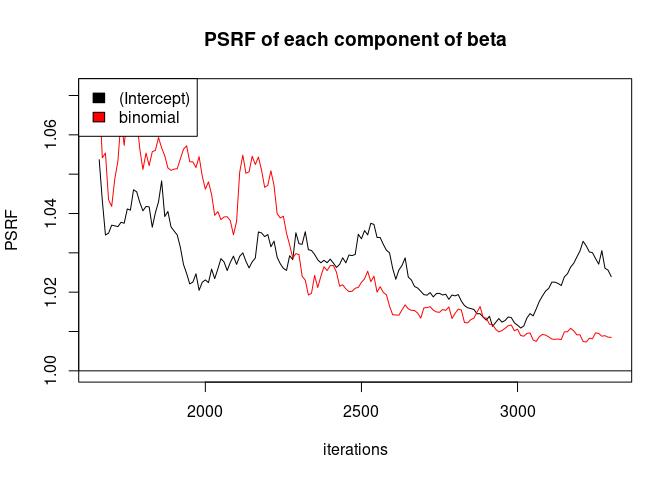 PSRF of each component of beta
(Intercept)
binomial
1.06
1.04
1.02
1.00
PSRF
2000
2500
3000
iterations